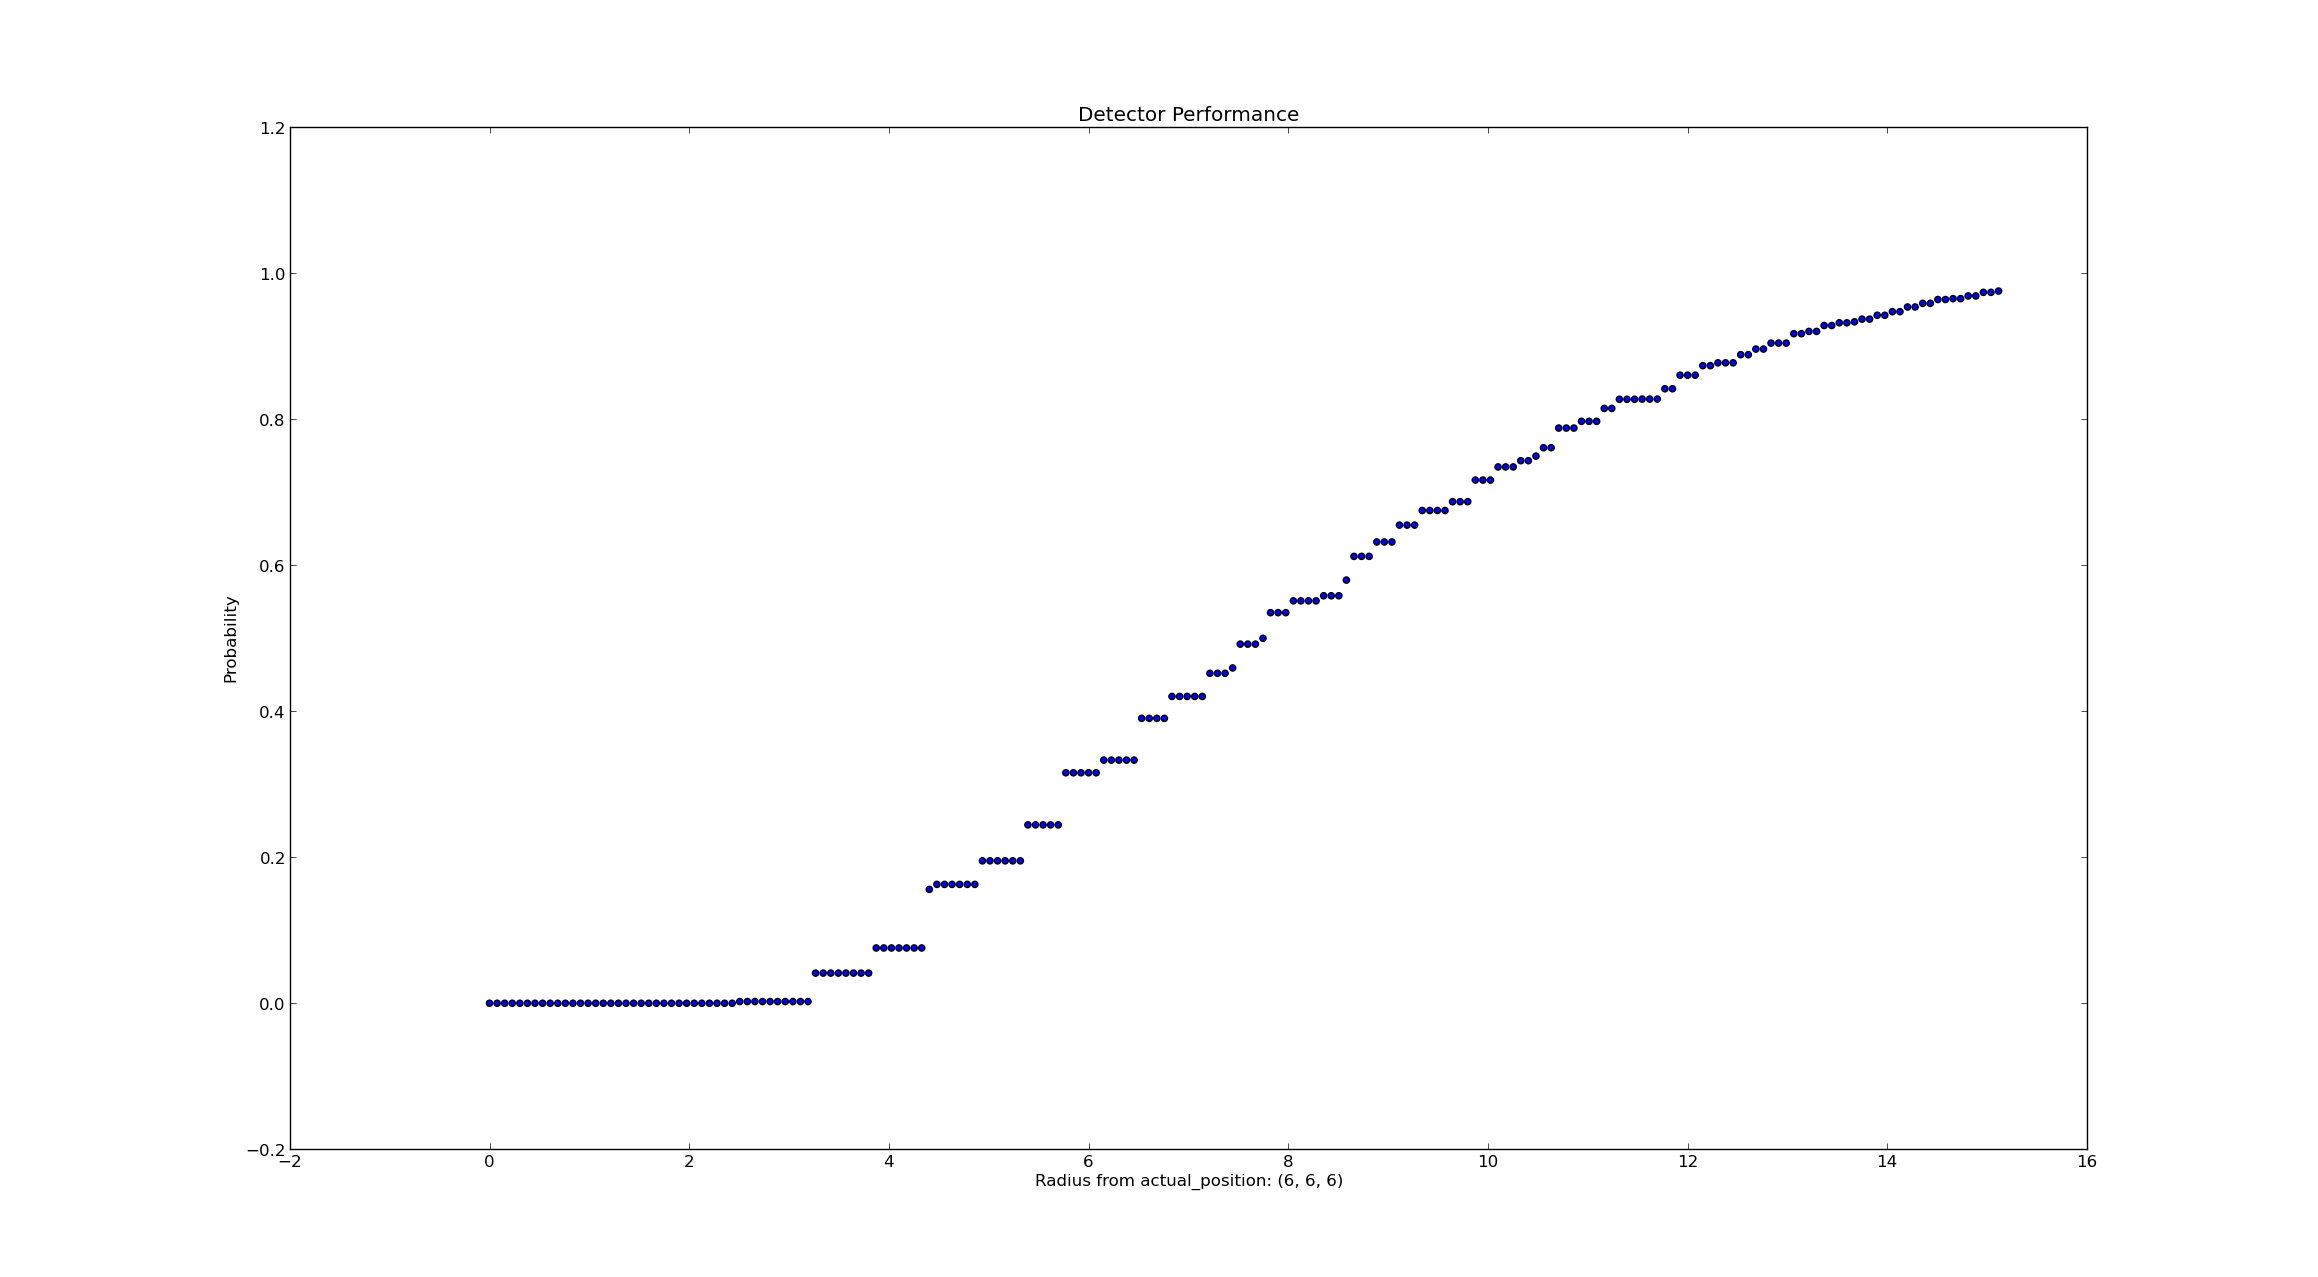 Detector Performance
1.2
1.0
0.8
0.6
0.4
0.2
0.0
−0.2
Probability
−2 0 2 4 6 8 10 12 14 16
Radius from actual_position: (6, 6, 6)